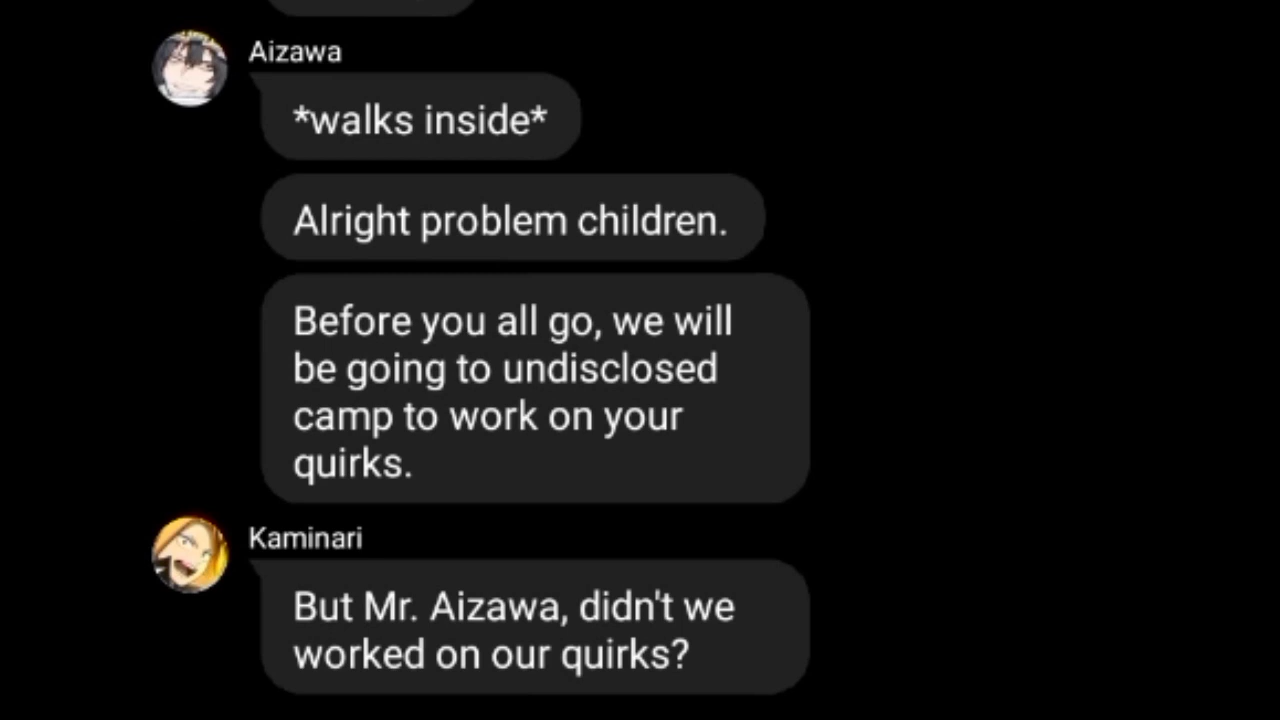 Aizawa
*walks inside*
Alright problem children.
Before you all go, we will
be going to undisclosed
camp to work on your
quirks.
Kaminari
But Mr. Aizawa, didn't we
worked on our quirks?